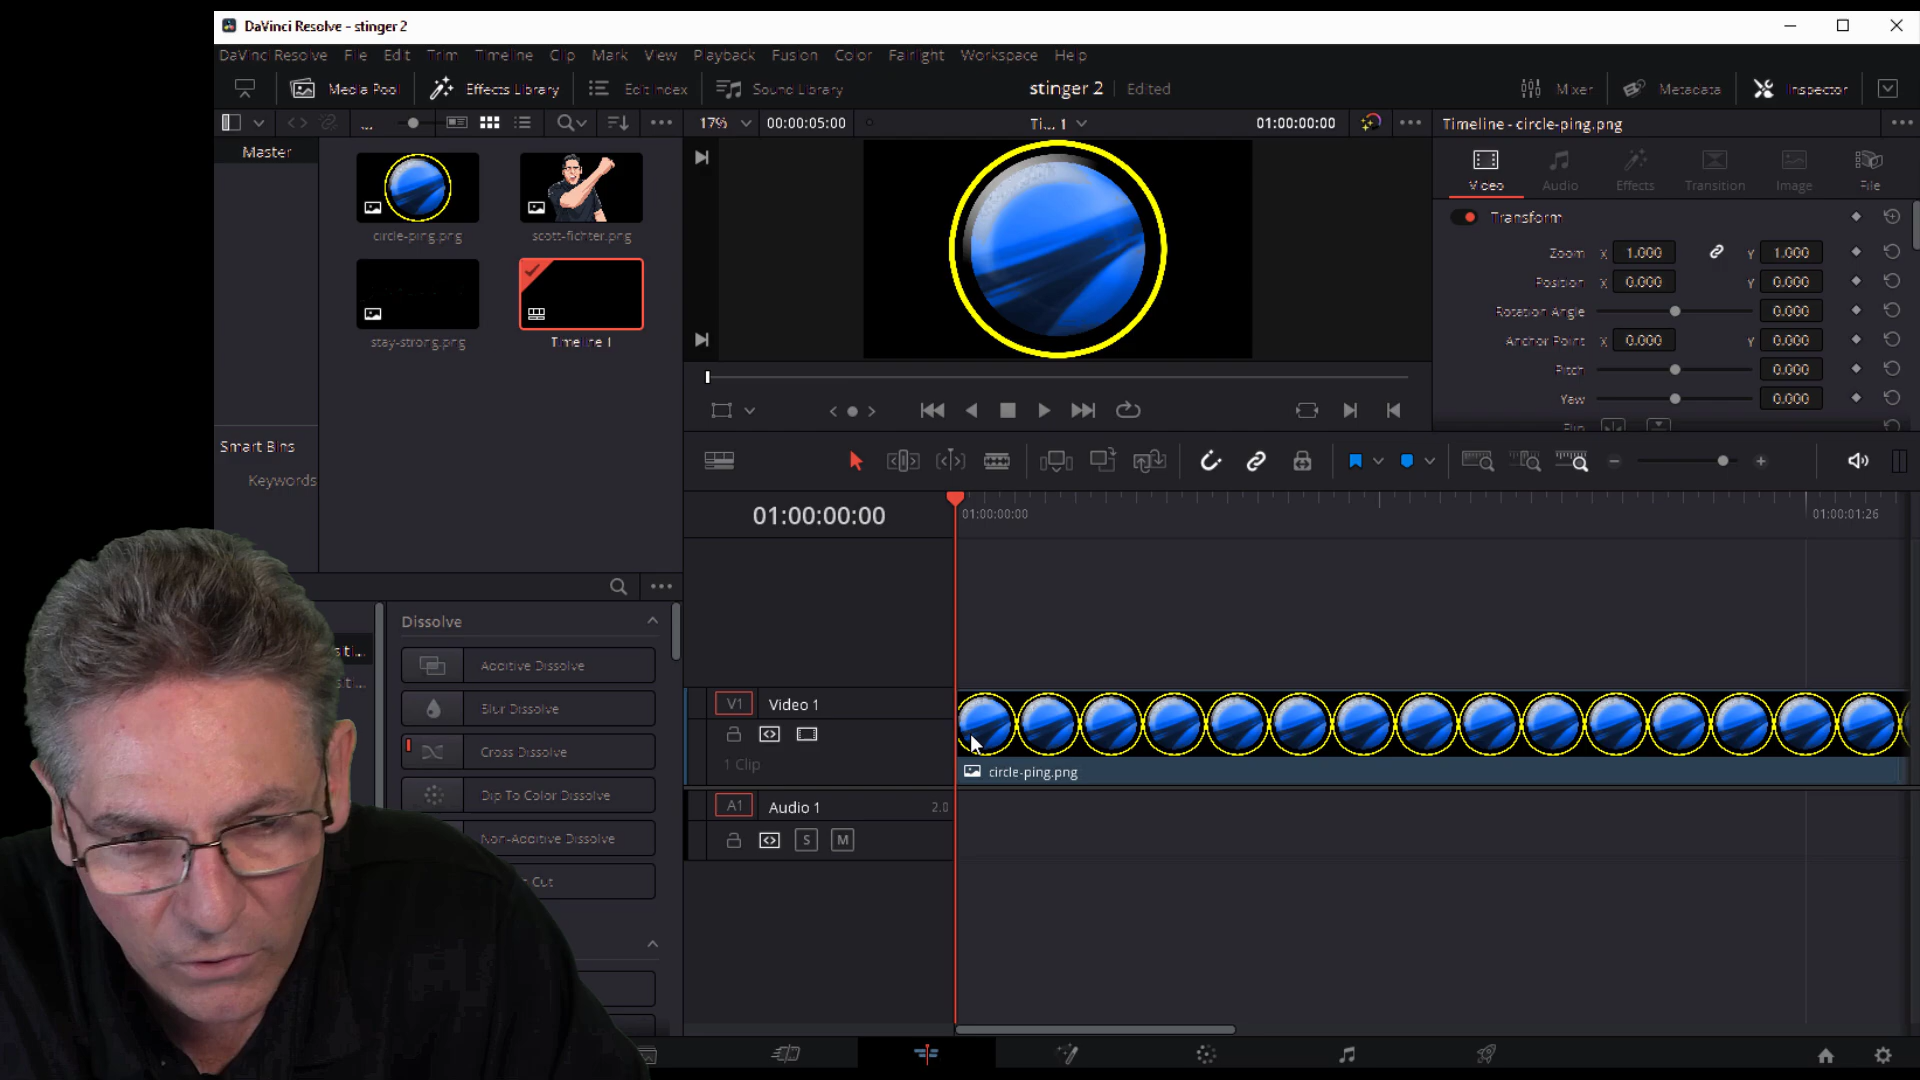 DaVinci Resolve - stinger 2
DaVinci Resolve File Edit Trim Timeline Clip Mark View Playback Fusion Color Fairlight Workspace Help
Media Pool Effects Library Edit Index Sound Library stinger 2 Edited Mixer Metadata Inspector
17% 00:00:05:00 Ti... 1 01:00:00:00 Timeline - circle-ping.png
Master
Video Audio Effects Transition Image File
circle-ping.png scott-fichter.png
Transform
Zoom X 1.000 Y 1.000
Position X 0.000 Y 0.000
Rotation Angle 0.000
Anchor Point X 0.000 Y 0.000
stay-strong.png Timeline 1
Pitch 0.000
Yaw 0.000
Flip
Smart Bins
Keywords
01:00:00:00 01:00:00:00 01:00:01:26
Dissolve
Additive Dissolve
Blur Dissolve
Cross Dissolve
Dip To Color Dissolve
Non-Additive Dissolve
Cut
V1 Video 1
1 Clip
circle-ping.png
A1 Audio 1 2.0
S M